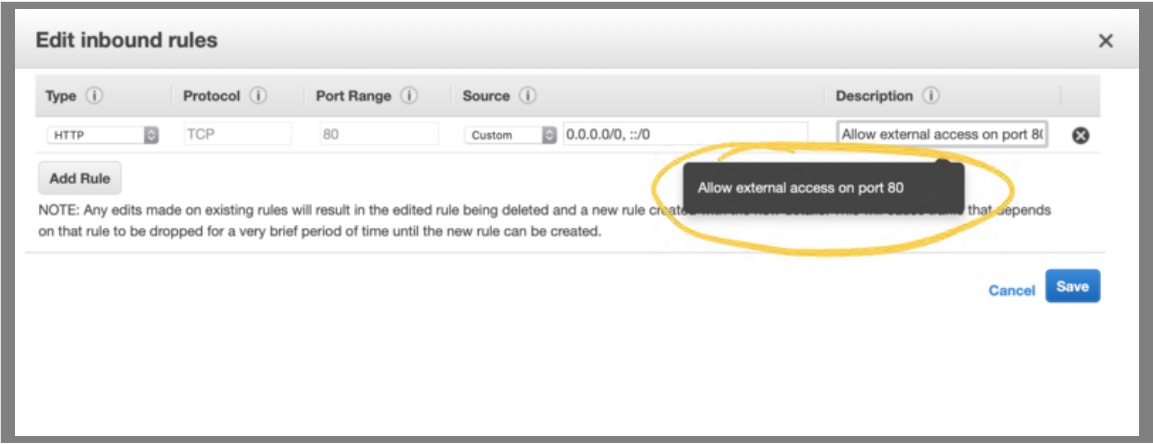 Edit inbound rules
Type Protocol Port Range Source Description
HTTP TCP 80 Custom 0.0.0.0/0, ::/0 Allow external access on port 80
Add Rule
Allow external access on port 80
NOTE: Any edits made on existing rules will result in the edited rule being deleted and a new rule created that depends
on that rule to be dropped for a very brief period of time until the new rule can be created.
Cancel Save